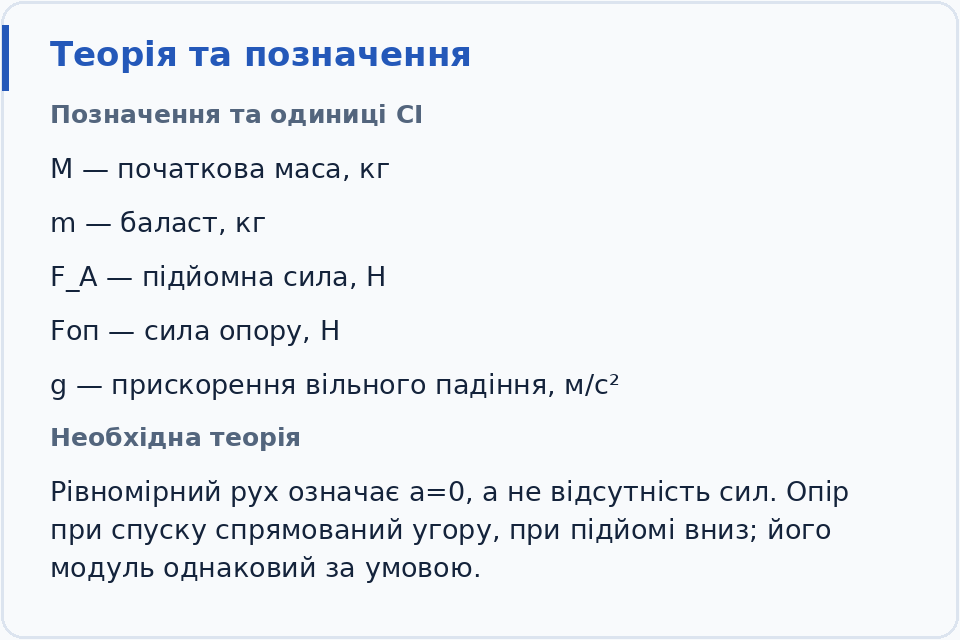 Теорія та позначення
Позначення та одиниці СІ
M — початкова маса, кг
m — баласт, кг
F_A — підйомна сила, Н
Fоп — сила опору, Н
g — прискорення вільного падіння, м/с²
Необхідна теорія
Рівномірний рух означає a=0, а не відсутність сил. Опір
при спуску спрямований угору, при підйомі вниз; його
модуль однаковий за умовою.